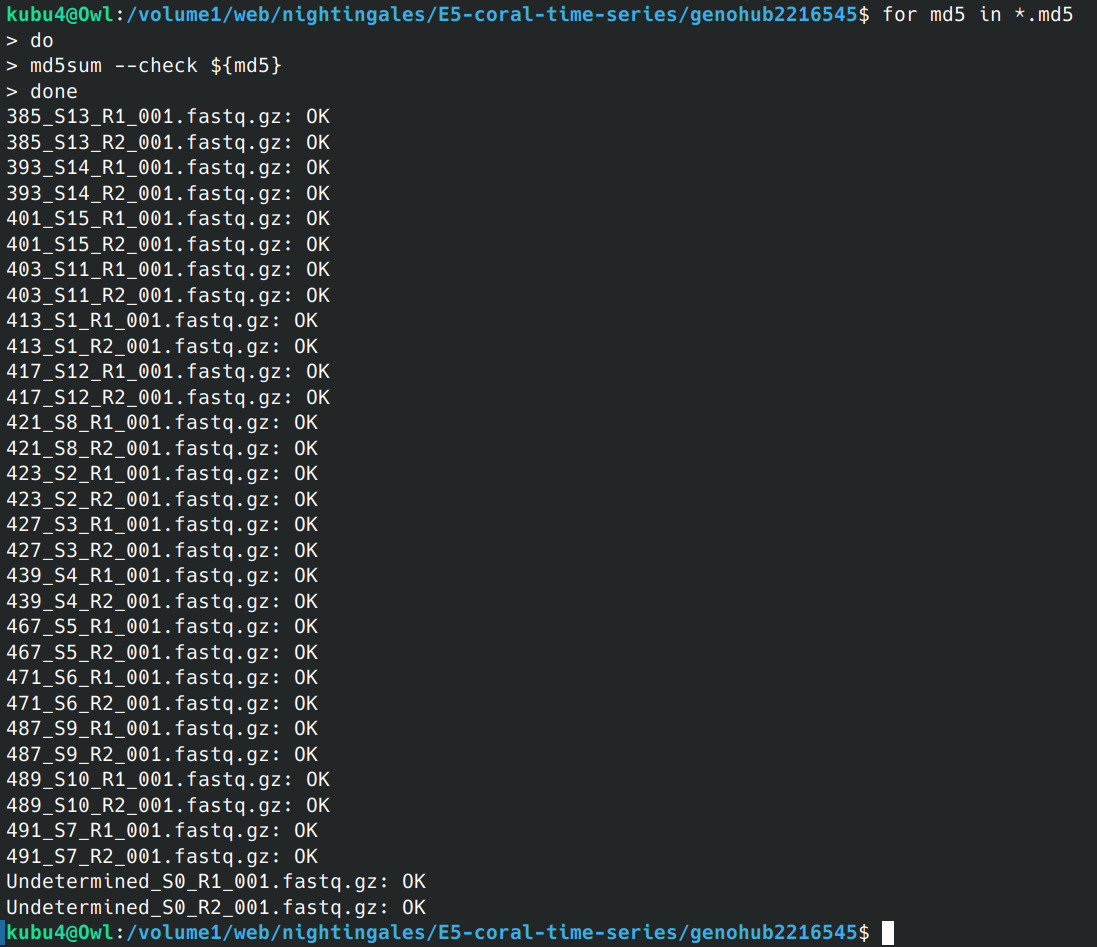 kubu4@Owl:/volume1/web/nightingales/E5-coral-time-series/genohub2216545$ for md5 in *.md5
> do
> md5sum --check ${md5}
> done
385_S13_R1_001.fastq.gz: OK
385_S13_R2_001.fastq.gz: OK
393_S14_R1_001.fastq.gz: OK
393_S14_R2_001.fastq.gz: OK
401_S15_R1_001.fastq.gz: OK
401_S15_R2_001.fastq.gz: OK
403_S11_R1_001.fastq.gz: OK
403_S11_R2_001.fastq.gz: OK
413_S1_R1_001.fastq.gz: OK
413_S1_R2_001.fastq.gz: OK
417_S12_R1_001.fastq.gz: OK
417_S12_R2_001.fastq.gz: OK
421_S8_R1_001.fastq.gz: OK
421_S8_R2_001.fastq.gz: OK
423_S2_R1_001.fastq.gz: OK
423_S2_R2_001.fastq.gz: OK
427_S3_R1_001.fastq.gz: OK
427_S3_R2_001.fastq.gz: OK
439_S4_R1_001.fastq.gz: OK
439_S4_R2_001.fastq.gz: OK
467_S5_R1_001.fastq.gz: OK
467_S5_R2_001.fastq.gz: OK
471_S6_R1_001.fastq.gz: OK
471_S6_R2_001.fastq.gz: OK
487_S9_R1_001.fastq.gz: OK
487_S9_R2_001.fastq.gz: OK
489_S10_R1_001.fastq.gz: OK
489_S10_R2_001.fastq.gz: OK
491_S7_R1_001.fastq.gz: OK
491_S7_R2_001.fastq.gz: OK
Undetermined_S0_R1_001.fastq.gz: OK
Undetermined_S0_R2_001.fastq.gz: OK
kubu4@Owl:/volume1/web/nightingales/E5-coral-time-series/genohub2216545$